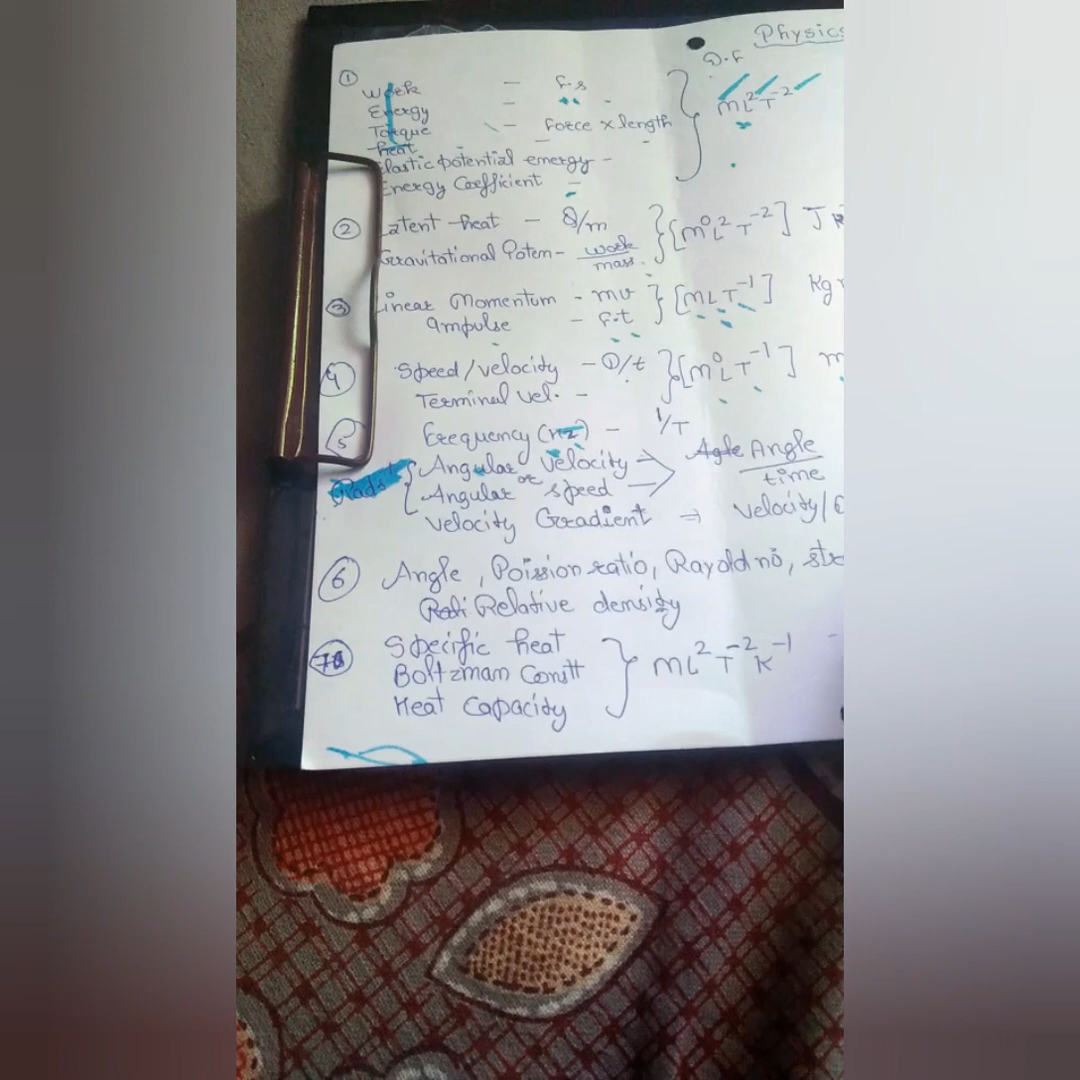 Physics
D.F
① Work — F.s
Energy —
Torque — Force x length } ML²T⁻²
heat —
Elastic potential energy —
Energy Coefficient —
② Latent heat — Q/m } [M⁰L²T⁻²] J
Gravitational Poten— work/mass.
③ Linear Momentum — mv } [MLT⁻¹] Kg
Impulse — F.t
④ Speed/velocity — D/t } [M⁰LT⁻¹] m
Terminal vel. —
5 Frequency (Hz) — 1/T
Rads⁻¹ { Angular velocity → Angle/time
or
Angular speed →
Velocity Gradient ⇒ velocity/
⑥ Angle, Poission ratio, Rayold no,
Relative density
Specific heat
Boltzman Constt } ML²T⁻²K⁻¹ -
Heat Capacity